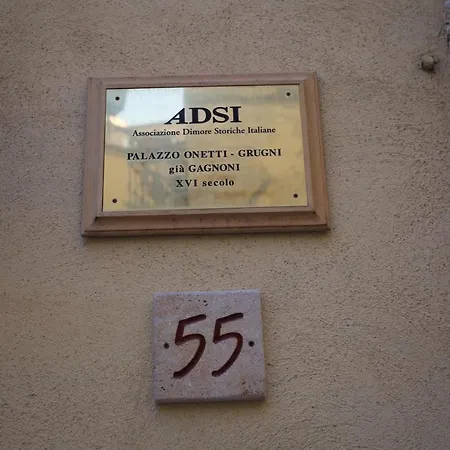 ADSI
Associazione Dimore Storiche Italiane
PALAZZO ONETTI - GRUGNI
già GAGNONI
XVI secolo
55